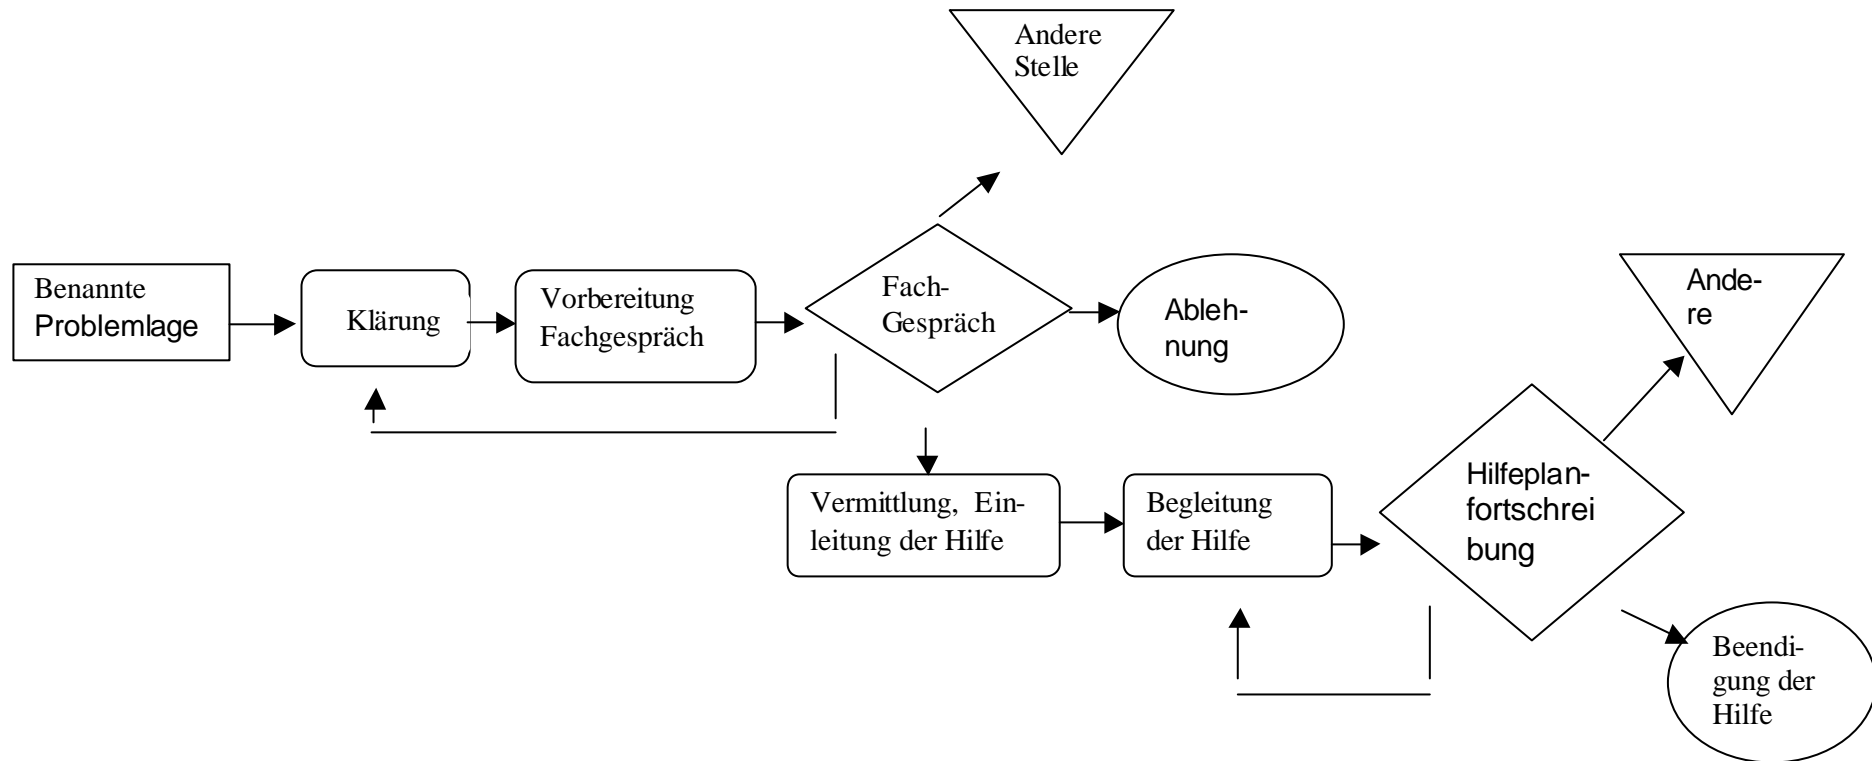 Andere
Stelle
Benannte
Problemlage
Klärung
Vorbereitung
Fachgespräch
Fach-
Gespräch
Ableh-
nung
Ande-
re
Vermittlung, Ein-
leitung der Hilfe
Begleitung
der Hilfe
Hilfeplan-
fortschrei
bung
Beendi-
gung der
Hilfe